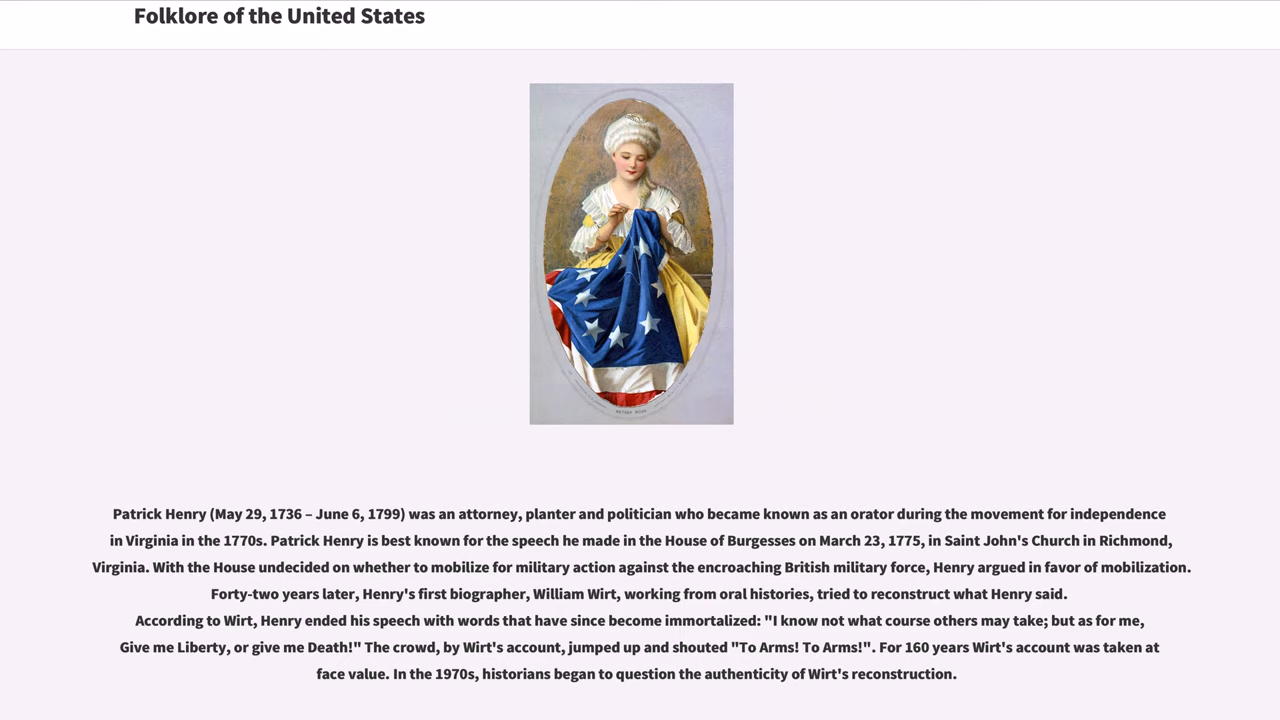 Folklore of the United States
Patrick Henry (May 29, 1736 – June 6, 1799) was an attorney, planter and politician who became known as an orator during the movement for independence
in Virginia in the 1770s. Patrick Henry is best known for the speech he made in the House of Burgesses on March 23, 1775, in Saint John's Church in Richmond,
Virginia. With the House undecided on whether to mobilize for military action against the encroaching British military force, Henry argued in favor of mobilization.
Forty-two years later, Henry's first biographer, William Wirt, working from oral histories, tried to reconstruct what Henry said.
According to Wirt, Henry ended his speech with words that have since become immortalized: "I know not what course others may take; but as for me,
Give me Liberty, or give me Death!" The crowd, by Wirt's account, jumped up and shouted "To Arms! To Arms!". For 160 years Wirt's account was taken at
face value. In the 1970s, historians began to question the authenticity of Wirt's reconstruction.